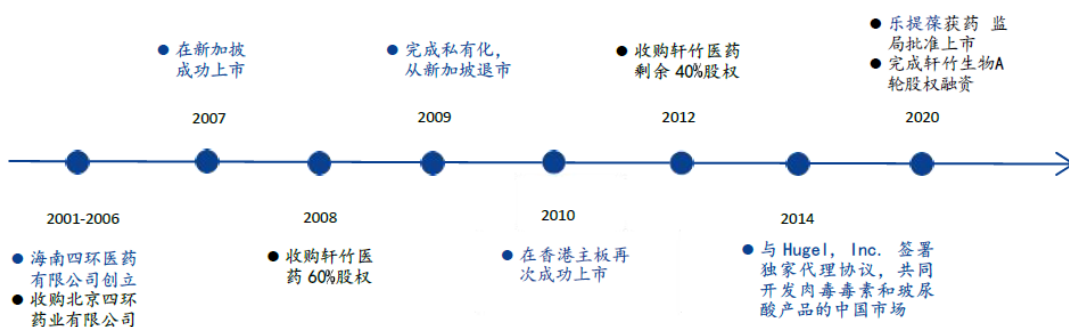 ● 在新加坡
成功上市
● 完成私有化，
从新加坡退市
● 收购轩竹医药
剩余 40%股权
● 乐提葆获药 监
局批准上市
● 完成轩竹生物A
轮股权融资
2007
2009
2012
2020
2001-2006
2008
2010
2014
● 海南四环医药
有限公司创立
● 收购北京四环
药业有限公司
● 收购轩竹医
药 60%股权
● 在香港主板再
次成功上市
● 与 Hugel, Inc. 签署
独家代理协议，共同
开发肉毒毒素和玻尿
酸产品的中国市场